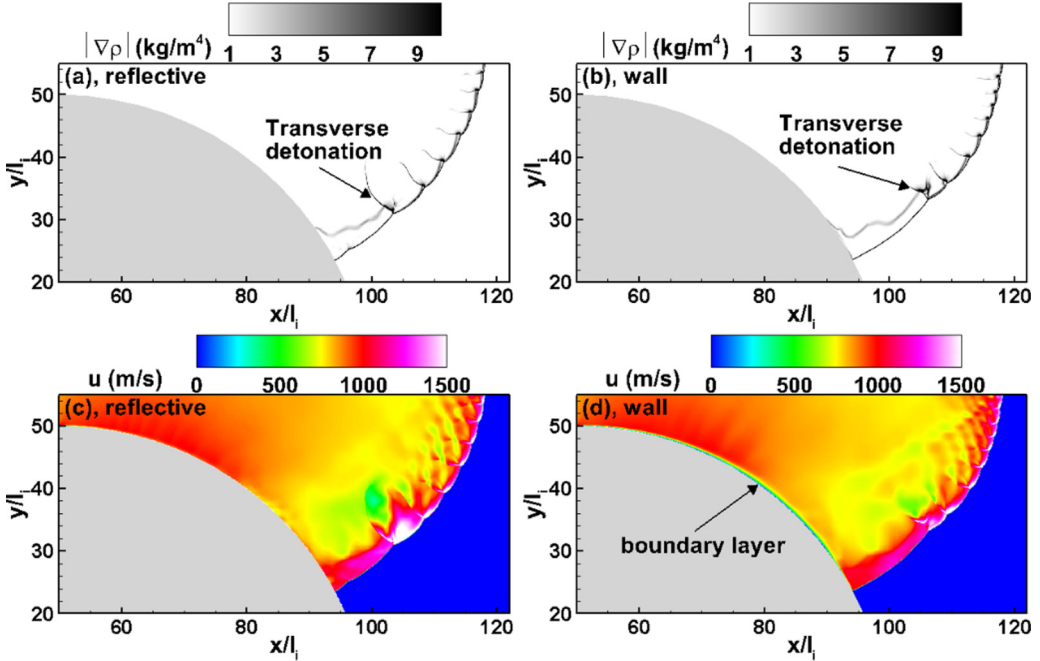 |∇ρ| (kg/m⁴) 1 3 5 7 9
(a), reflective
Transverse
detonation
50
40
30
20
y/lᵢ
60 80 100 120
x/lᵢ
|∇ρ| (kg/m⁴) 1 3 5 7 9
(b), wall
Transverse
detonation
50
40
30
20
y/lᵢ
60 80 100 120
x/lᵢ
u (m/s) 0 500 1000 1500
(c), reflective
50
40
30
20
y/lᵢ
60 80 100 120
x/lᵢ
u (m/s) 0 500 1000 1500
(d), wall
boundary layer
50
40
30
20
y/lᵢ
60 80 100 120
x/lᵢ